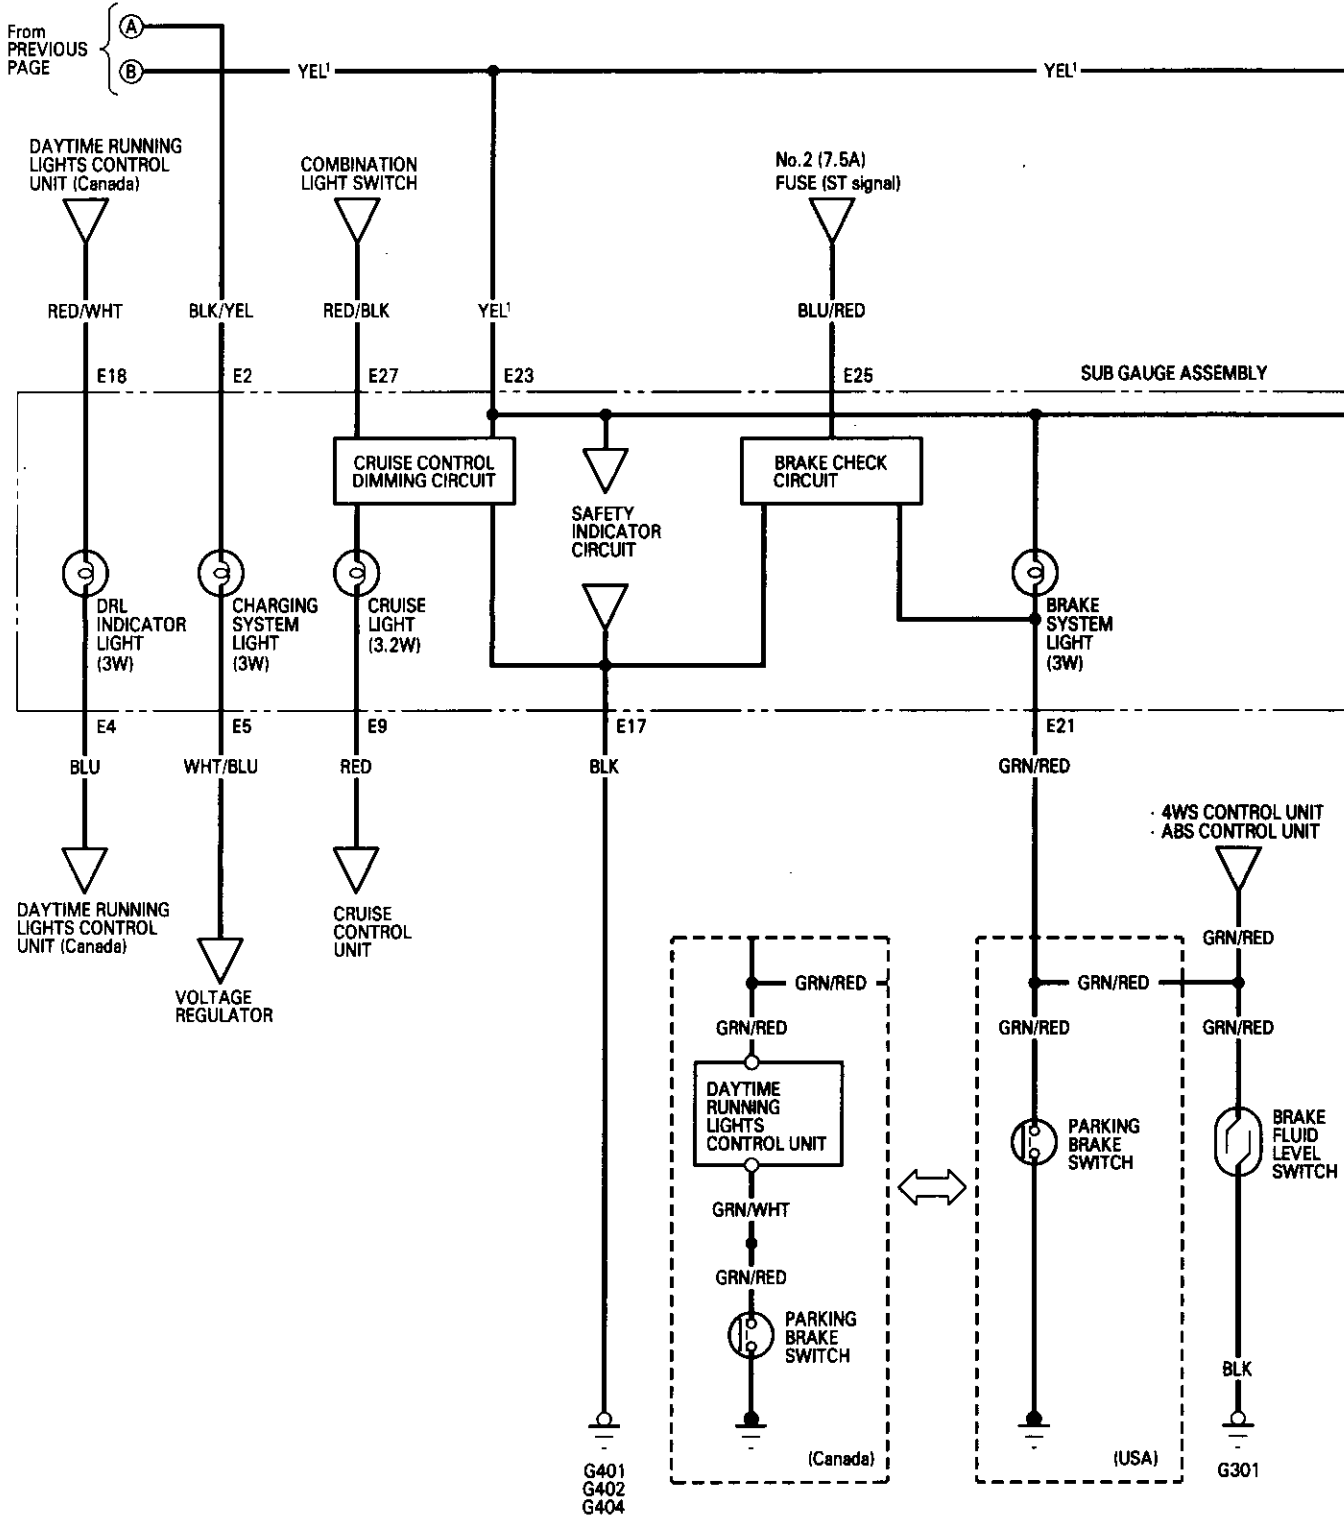 From
PREVIOUS
PAGE
A
B
YEL¹
YEL¹
DAYTIME RUNNING
LIGHTS CONTROL
UNIT (Canada)
COMBINATION
LIGHT SWITCH
No.2 (7.5A)
FUSE (ST signal)
RED/WHT
BLK/YEL
RED/BLK
YEL¹
BLU/RED
E18
E2
E27
E23
E25
SUB GAUGE ASSEMBLY
CRUISE CONTROL
DIMMING CIRCUIT
BRAKE CHECK
CIRCUIT
SAFETY
INDICATOR
CIRCUIT
DRL
INDICATOR
LIGHT
(3W)
CHARGING
SYSTEM
LIGHT
(3W)
CRUISE
LIGHT
(3.2W)
BRAKE
SYSTEM
LIGHT
(3W)
E4
E5
E9
E17
E21
BLU
WHT/BLU
RED
BLK
GRN/RED
· 4WS CONTROL UNIT
· ABS CONTROL UNIT
DAYTIME RUNNING
LIGHTS CONTROL
UNIT (Canada)
CRUISE
CONTROL
UNIT
VOLTAGE
REGULATOR
GRN/RED
GRN/RED
GRN/RED
GRN/RED
GRN/RED
GRN/RED
DAYTIME
RUNNING
LIGHTS
CONTROL UNIT
PARKING
BRAKE
SWITCH
BRAKE
FLUID
LEVEL
SWITCH
GRN/WHT
GRN/RED
PARKING
BRAKE
SWITCH
BLK
(Canada)
(USA)
G401
G402
G404
G301